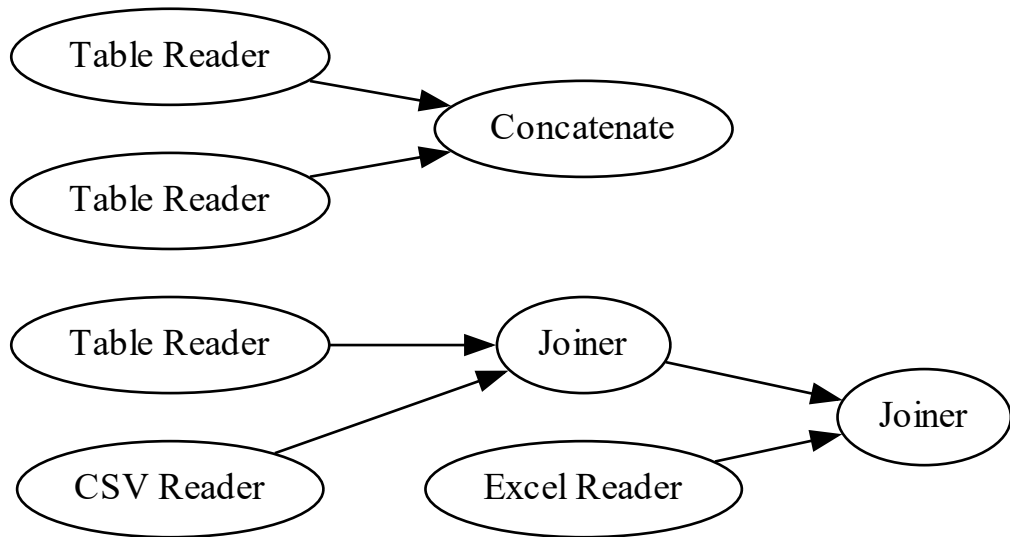 Table Reader
Concatenate
Table Reader
Table Reader
Joiner
Joiner
CSV Reader
Excel Reader